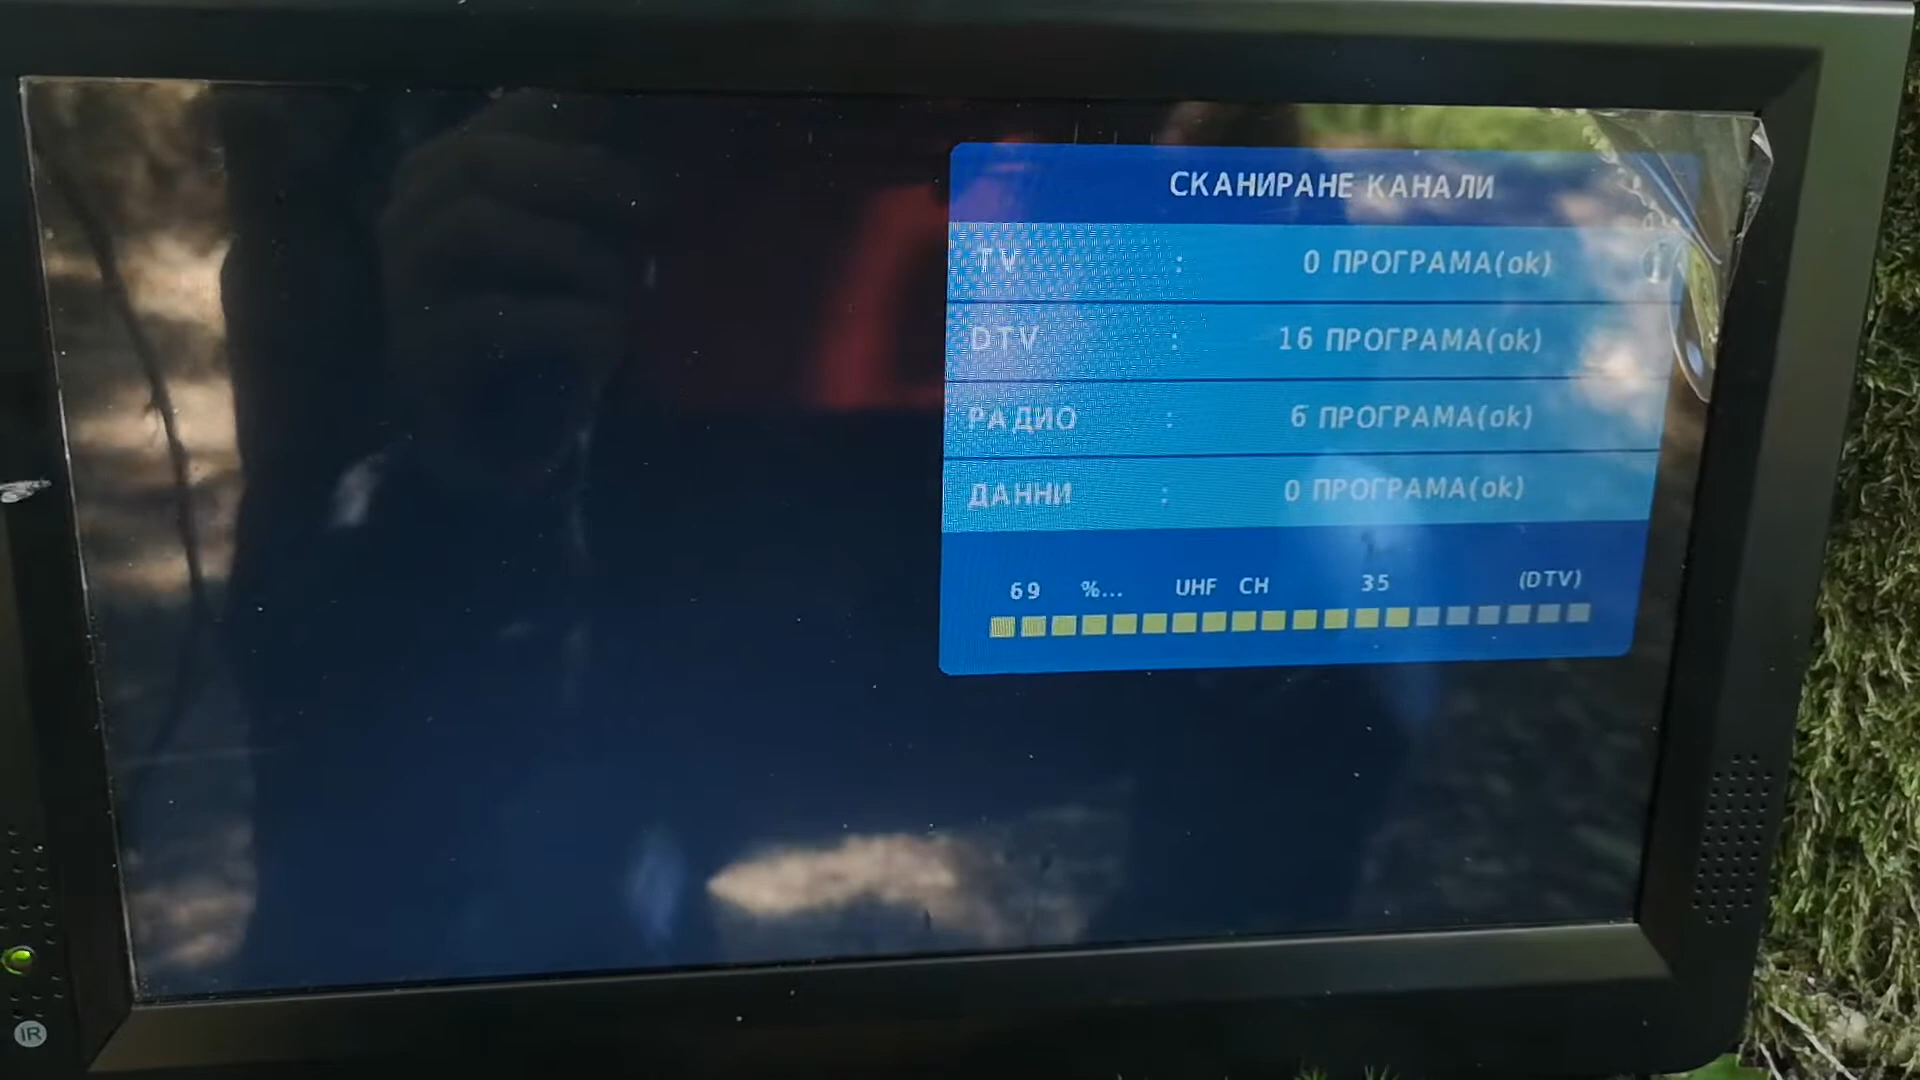 СКАНИРАНЕ КАНАЛИ
TV : 0 ПРОГРАМА(ok)
DTV : 16 ПРОГРАМА(ok)
РАДИО : 6 ПРОГРАМА(ok)
ДАННИ : 0 ПРОГРАМА(ok)
69 %... UHF CH 35 (DTV)
IR